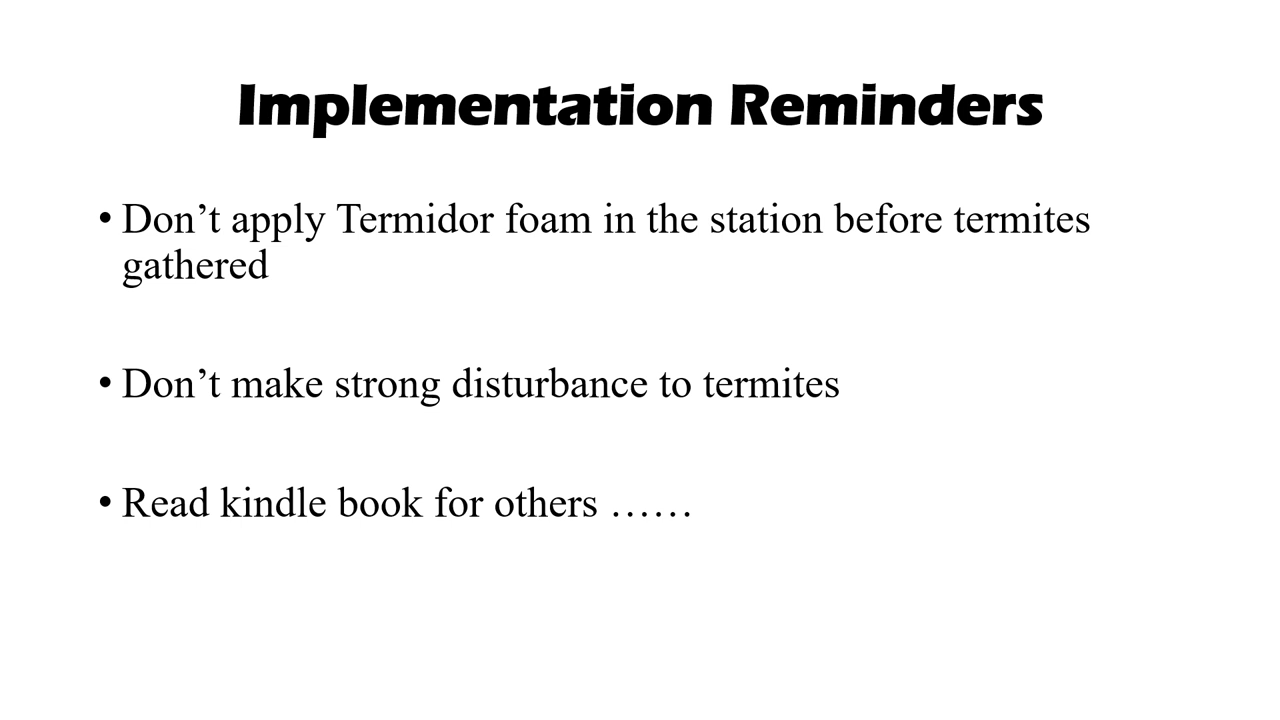 Implementation Reminders
• Don’t apply Termidor foam in the station before termites
gathered
• Don’t make strong disturbance to termites
• Read kindle book for others ……